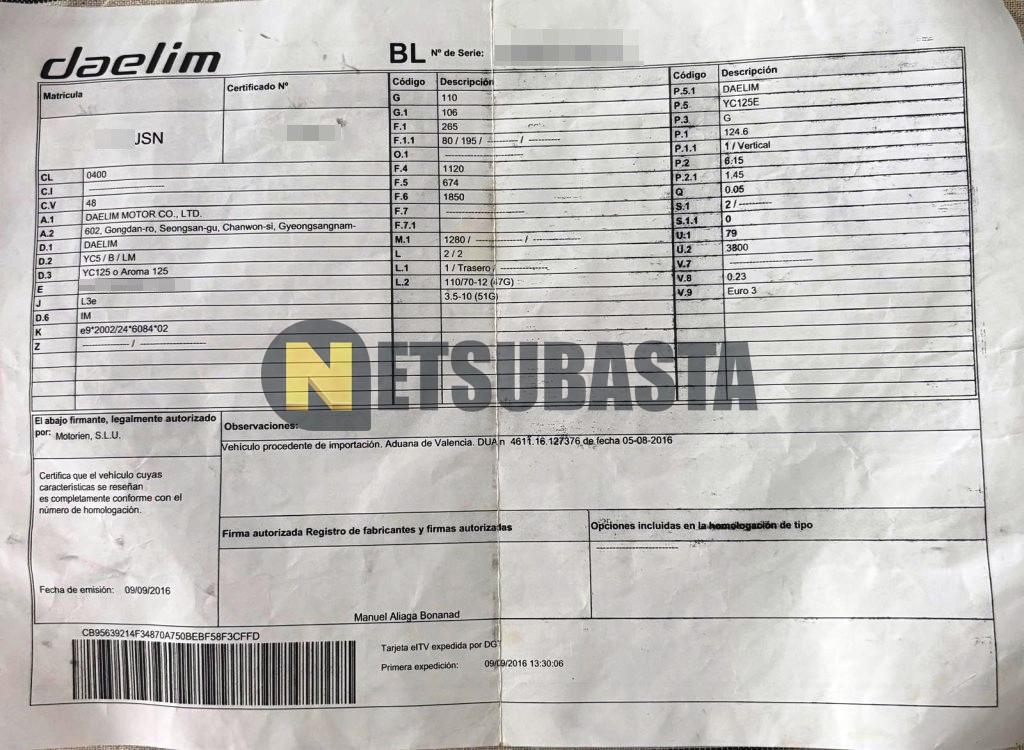 daelim
BL Nº de Serie:
Matrícula
Certificado Nº
JSN
CL 0400
C.I ---------------------
C.V 48
A.1 DAELIM MOTOR CO., LTD.
A.2 602, Gongdan-ro, Seongsan-gu, Chanwon-si, Gyeongsangnam-
D.1 DAELIM
D.2 YC5 / B / LM
D.3 YC125 o Aroma 125
E
J L3e
D.6 IM
K e9*2002/24*6084*02
Z --------------- / ---------------------
Código Descripción
G 110
G.1 106
F.1 265
F.1.1 80 / 195 / ---------- / ----------
O.1 ---------------------
F.4 1120
F.5 674
F.6 1850
F.7 ---------------------
F.7.1
M.1 1280 / --------------- / ---------------
L 2 / 2
L.1 1 / Trasero / ---------------
L.2 110/70-12 (47G)
3.5-10 (51G)
Código Descripción
P.5.1 DAELIM
P.5 YC125E
P.3 G
P.1 124.6
P.1.1 1 / Vertical
P.2 6.15
P.2.1 1.45
Q 0.05
S.1 2 / ----------
S.1.1 0
U.1 79
U.2 3800
V.7 ---------------------
V.8 0.23
V.9 Euro 3
NETSUBASTA
El abajo firmante, legalmente autorizado
por: Motorien, S.L.U.
Certifica que el vehículo cuyas
características se reseñan
es completamente conforme con el
número de homologación.
Fecha de emisión: 09/09/2016
Observaciones:
Vehículo procedente de importación. Aduana de Valencia. DUA n 4611.16.127376 de fecha 05-08-2016
Firma autorizada Registro de fabricantes y firmas autorizadas
Manuel Aliaga Bonanad
Opciones incluidas en la homologación de tipo
---------------------
CB95639214F34870A750BEBF58F3CFFD
Tarjeta eITV expedida por DGT
Primera expedición: 09/09/2016 13:30:06